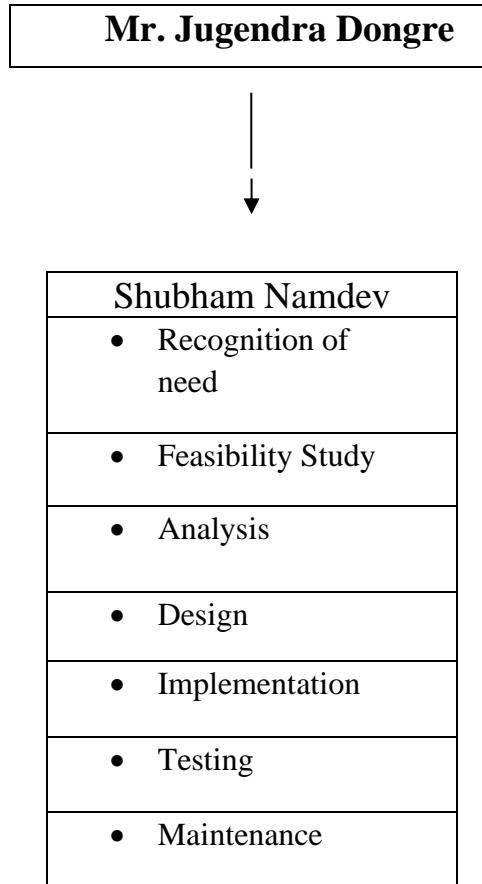 Mr. Jugendra Dongre
Shubham Namdev
• Recognition of
need
• Feasibility Study
• Analysis
• Design
• Implementation
• Testing
• Maintenance